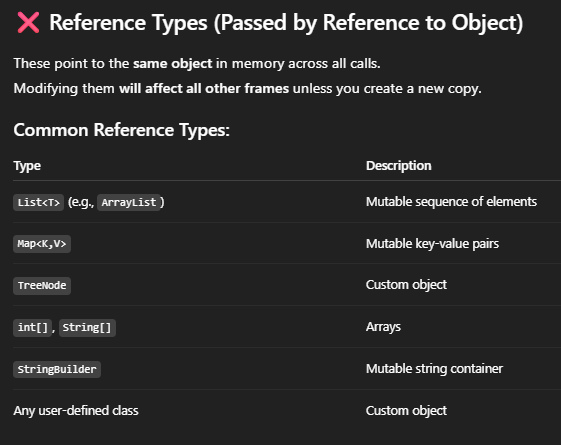 ❌ Reference Types (Passed by Reference to Object)
These point to the same object in memory across all calls.
Modifying them will affect all other frames unless you create a new copy.
Common Reference Types:
Type Description
List<T> (e.g., ArrayList) Mutable sequence of elements
Map<K,V> Mutable key-value pairs
TreeNode Custom object
int[], String[] Arrays
StringBuilder Mutable string container
Any user-defined class Custom object